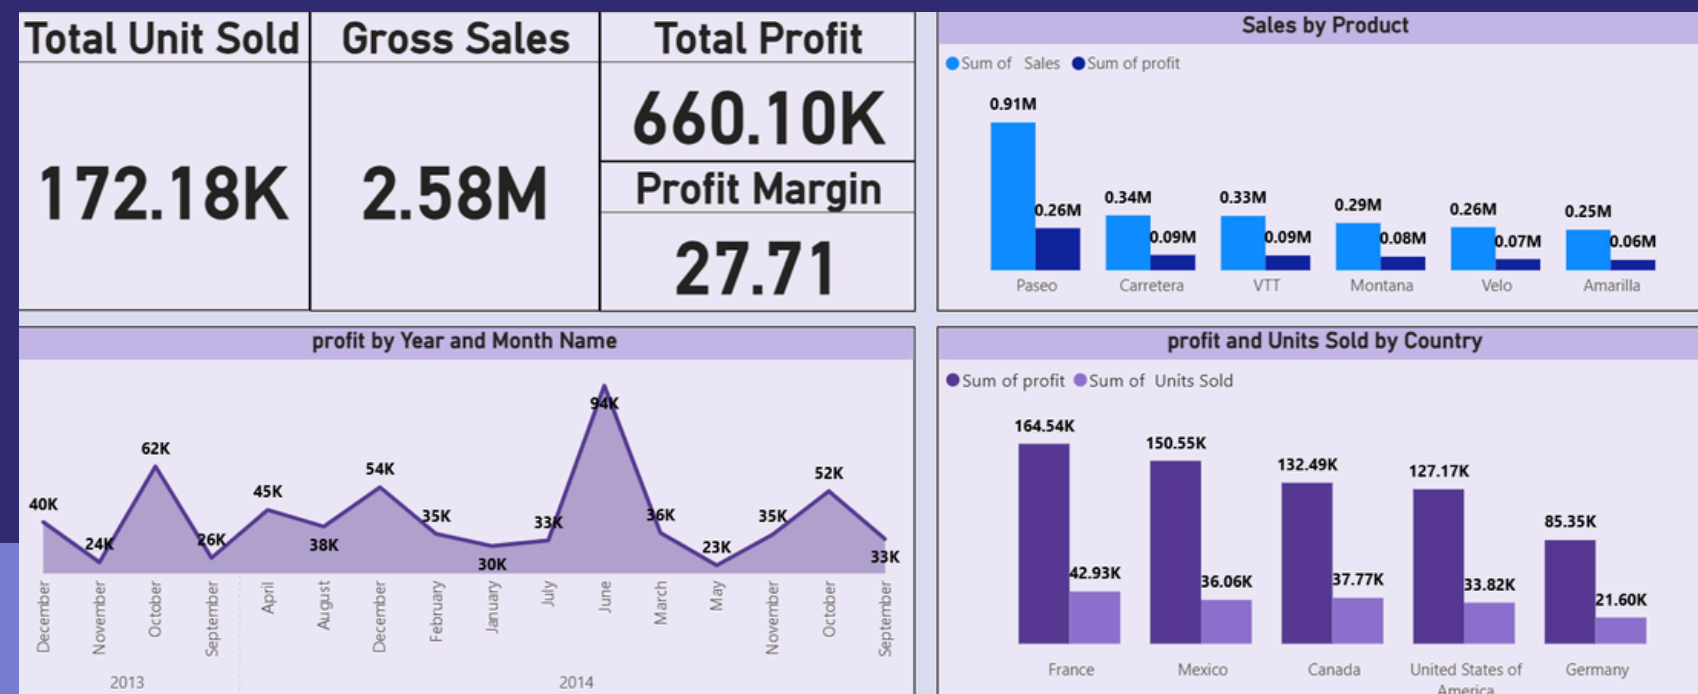 Total Unit Sold
172.18K
Gross Sales
2.58M
Total Profit
660.10K
Profit Margin
27.71
Sales by Product
Sum of Sales Sum of profit
0.91M
0.26M
0.34M
0.09M
0.33M
0.09M
0.29M
0.08M
0.26M
0.07M
0.25M
0.06M
Paseo Carretera VTT Montana Velo Amarilla
profit by Year and Month Name
40K
24K
62K
26K
45K
38K
54K
35K
30K
33K
94K
36K
23K
35K
52K
33K
December
November
October
September
April
August
December
February
January
July
June
March
May
November
October
September
2013 2014
profit and Units Sold by Country
Sum of profit Sum of Units Sold
164.54K
42.93K
150.55K
36.06K
132.49K
37.77K
127.17K
33.82K
85.35K
21.60K
France Mexico Canada United States of America Germany